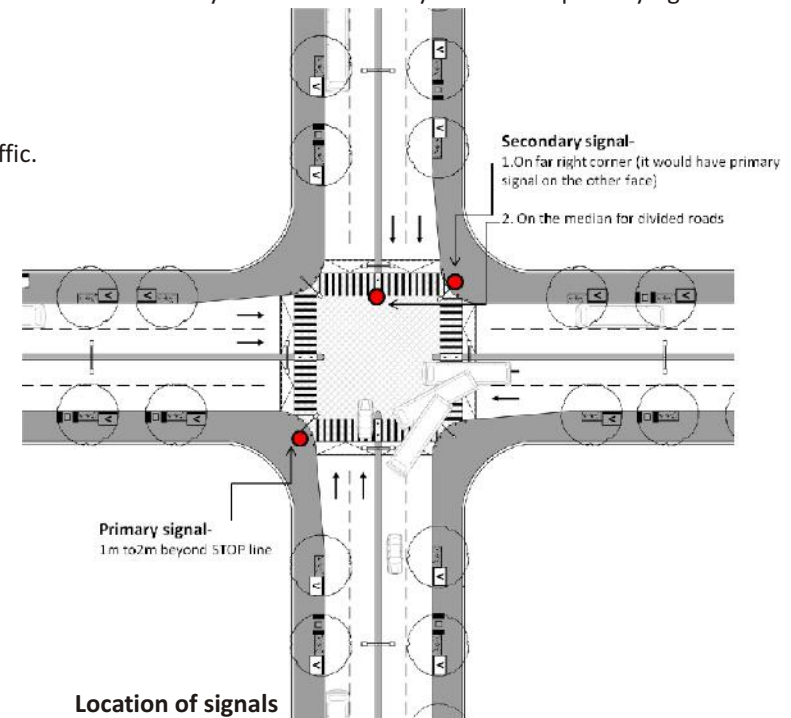 ffic.
Secondary signal-
1.On far right corner (it would have primary
signal on the other face)
2. On the median for divided roads
Primary signal-
1m to2m beyond STOP line
Location of signals